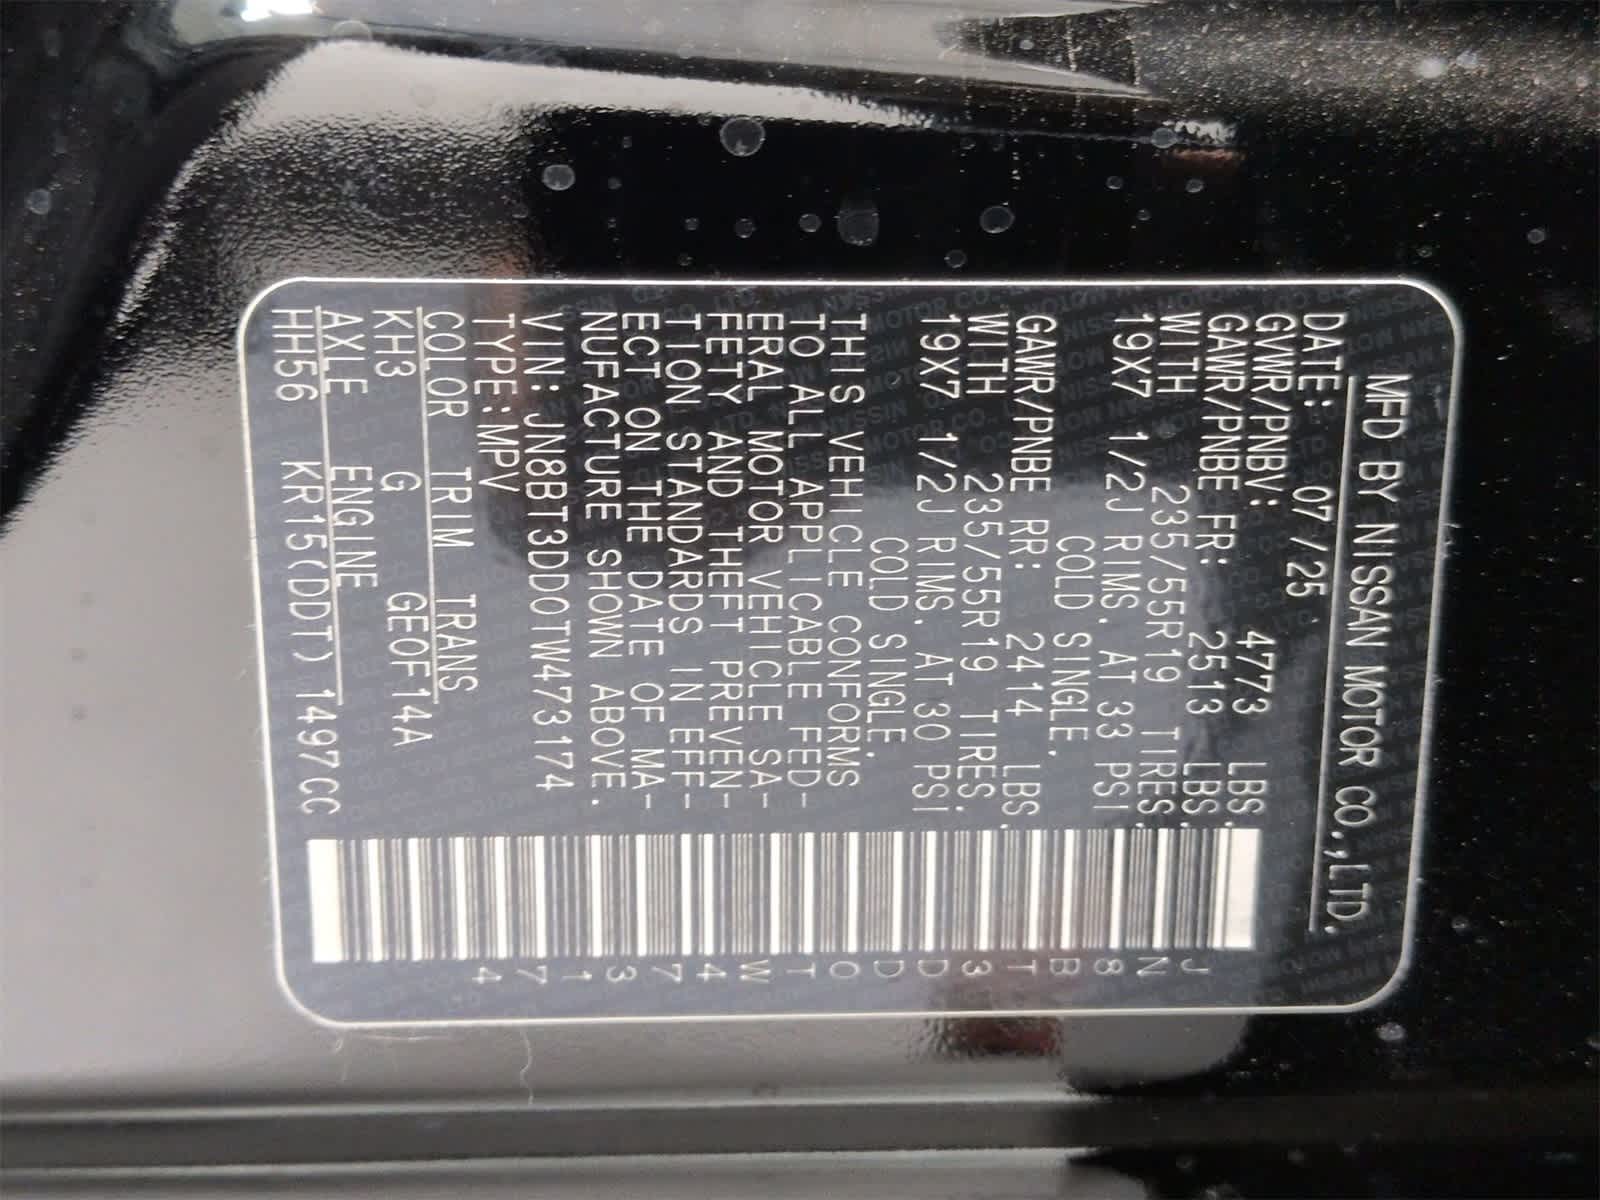 MFD BY NISSAN MOTOR CO.,LTD.
DATE: 07/25
GVWR/PNBV: 4773 LBS.
GAWR/PNBE FR: 2513 LBS.
WITH 235/55R19 TIRES.
19X7 1/2J RIMS. AT 33 PSI
COLD SINGLE.
GAWR/PNBE RR: 2414 LBS.
WITH 235/55R19 TIRES.
19X7 1/2J RIMS. AT 30 PSI
COLD SINGLE.
THIS VEHICLE CONFORMS
TO ALL APPLICABLE FED-
ERAL MOTOR VEHICLE SA-
FETY AND THEFT PREVEN-
TION STANDARDS IN EFF-
ECT ON THE DATE OF MA-
NUFACTURE SHOWN ABOVE.
VIN: JN8BT3DD0TW473174
TYPE:MPV
COLOR TRIM TRANS
KH3 G GE0F14A
AXLE ENGINE
HH56 KR15(DDT) 1497CC
JN8BT3DD0TW473174